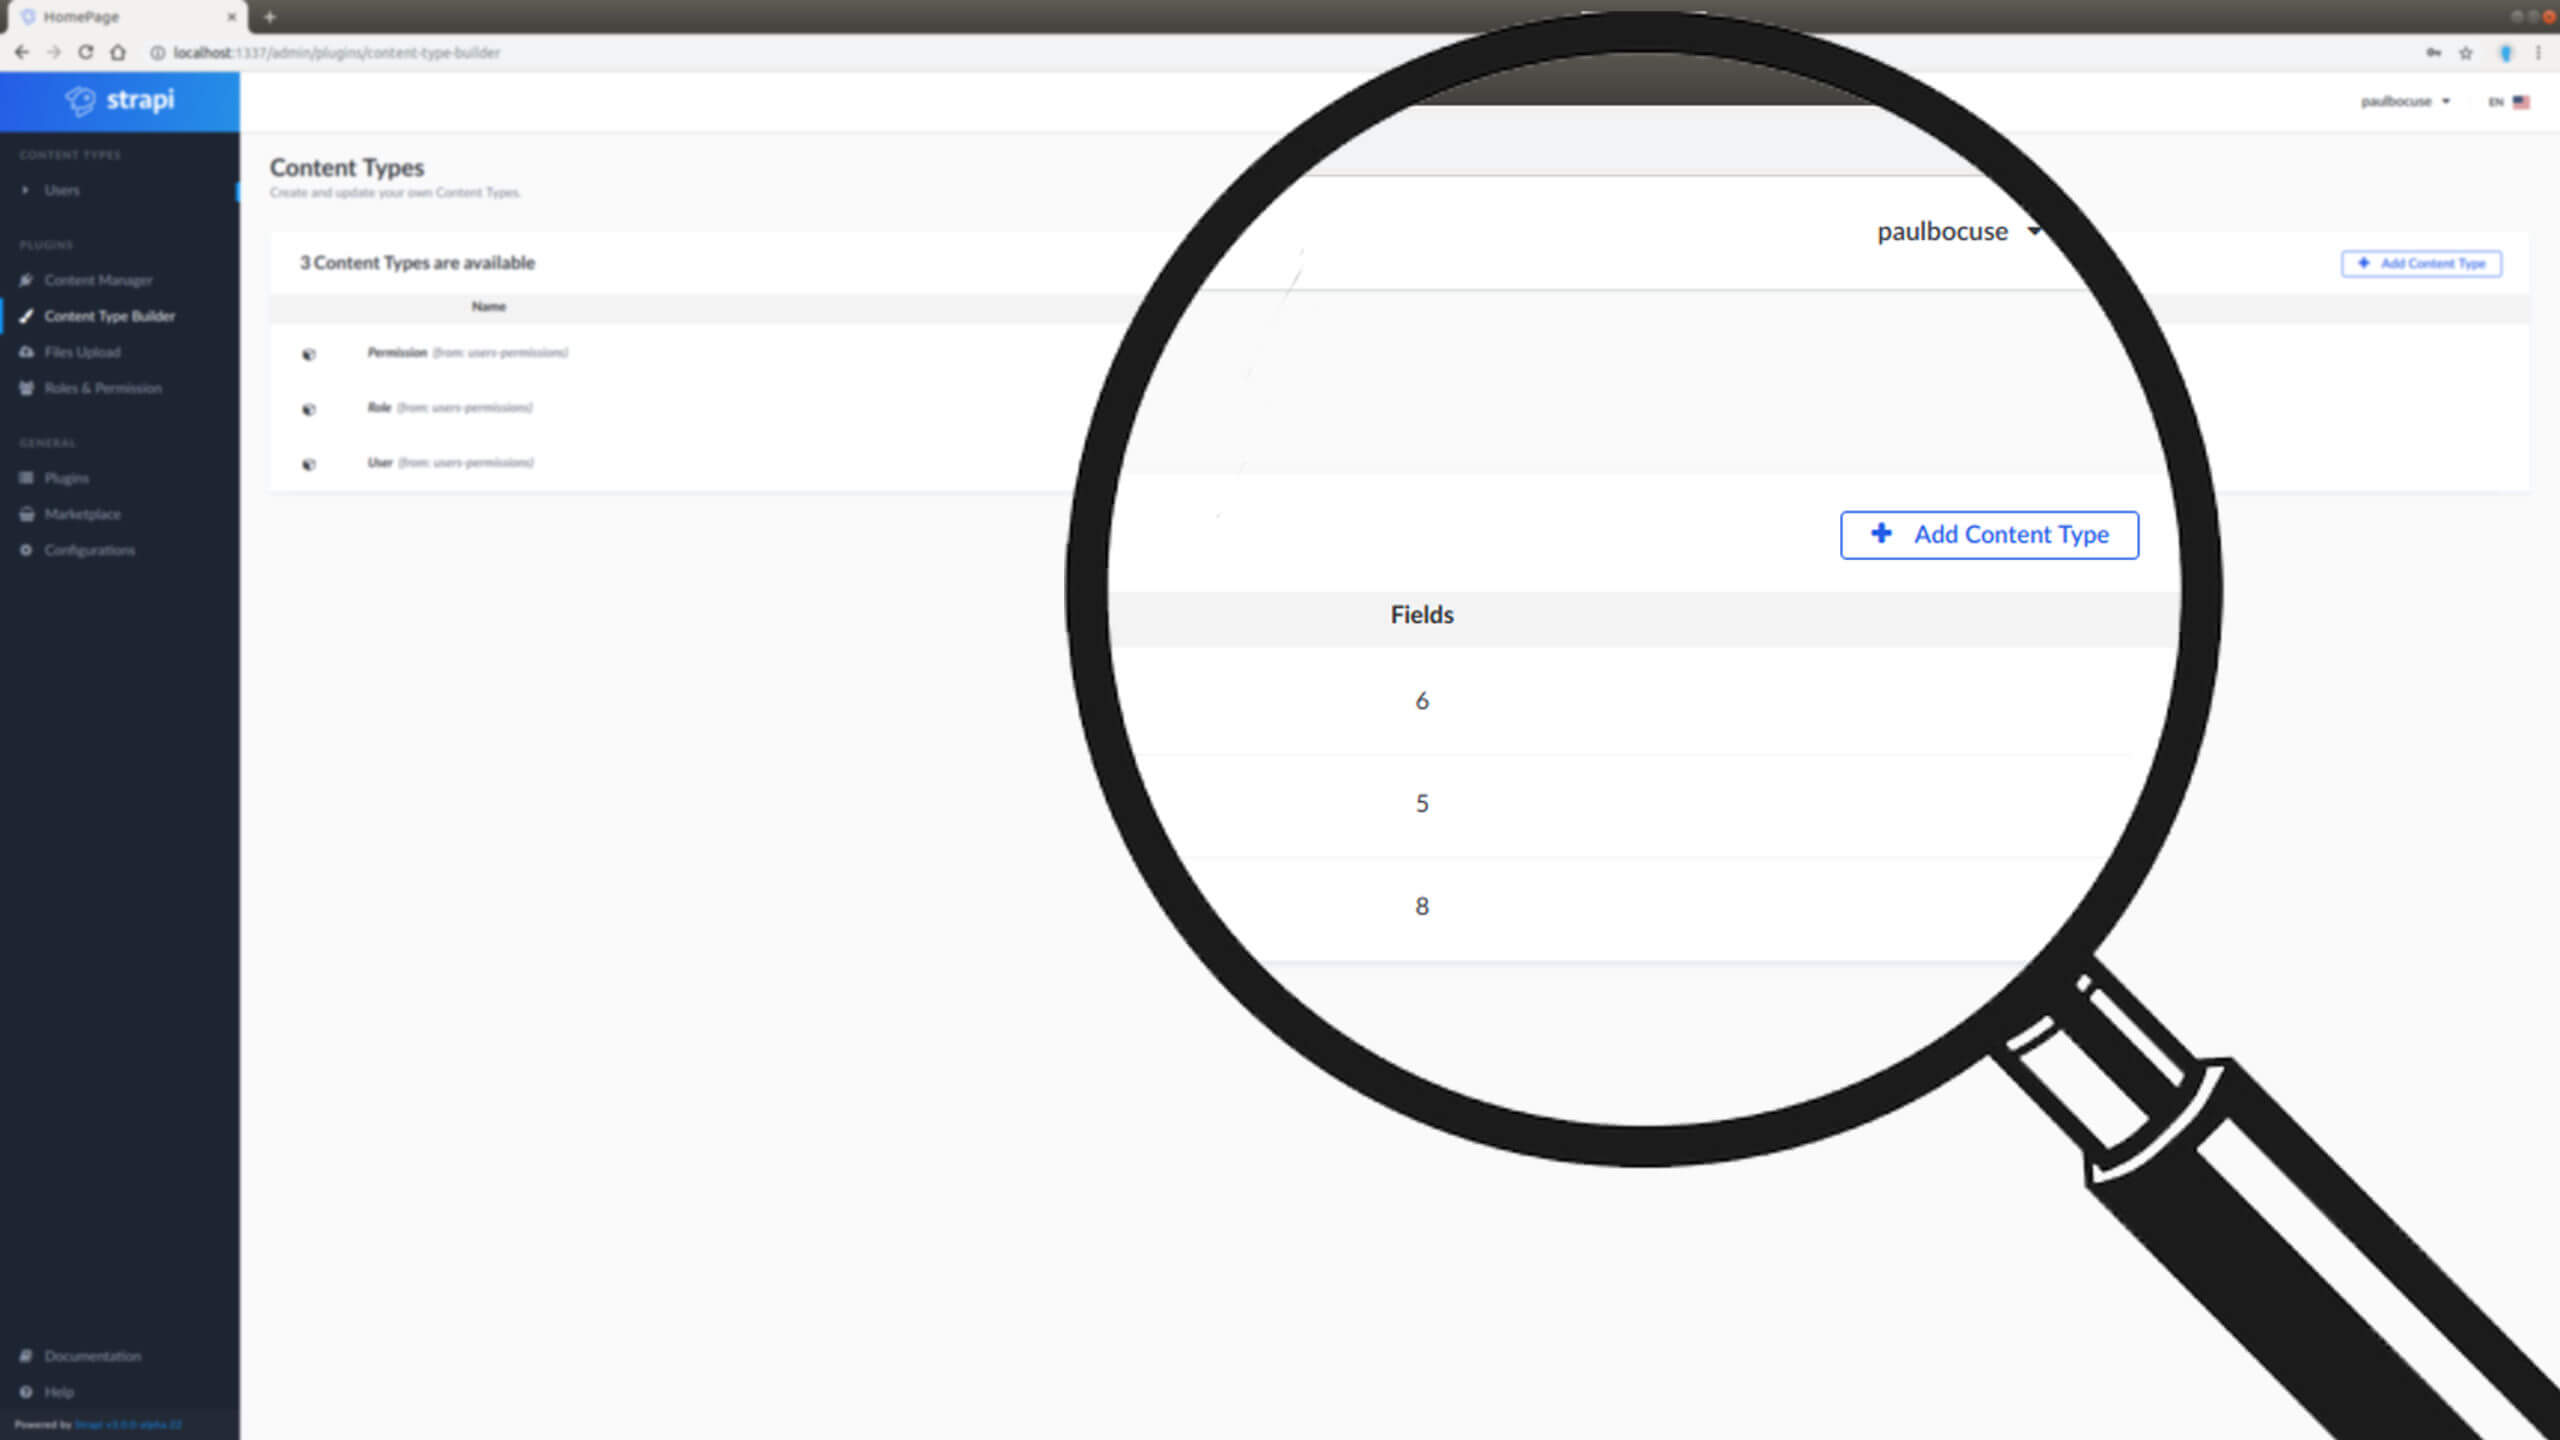 HomePage
localhost:1337/admin/plugins/content-type-builder
strapi
paulbocuse
EN
CONTENT TYPES
Users
PLUGINS
Content Manager
Content Type Builder
Files Upload
Roles & Permission
GENERAL
Plugins
Marketplace
Configurations
Documentation
Help
Powered by Strapi v3.0.0-alpha.22
Content Types
Create and update your own Content Types.
3 Content Types are available
Add Content Type
Name
Permission (from: users-permissions)
Role (from: users-permissions)
User (from: users-permissions)
paulbocuse
Add Content Type
Fields
6
5
8